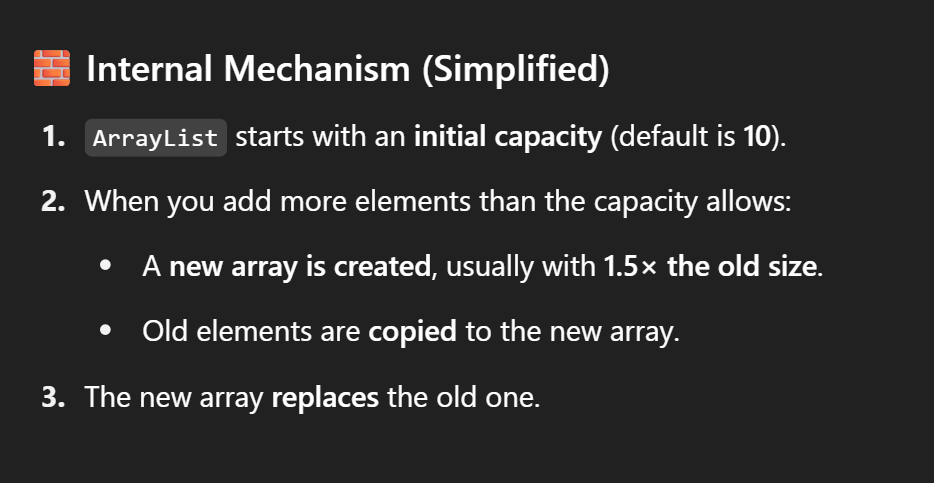 🧱 Internal Mechanism (Simplified)
1. ArrayList starts with an initial capacity (default is 10).
2. When you add more elements than the capacity allows:
• A new array is created, usually with 1.5× the old size.
• Old elements are copied to the new array.
3. The new array replaces the old one.